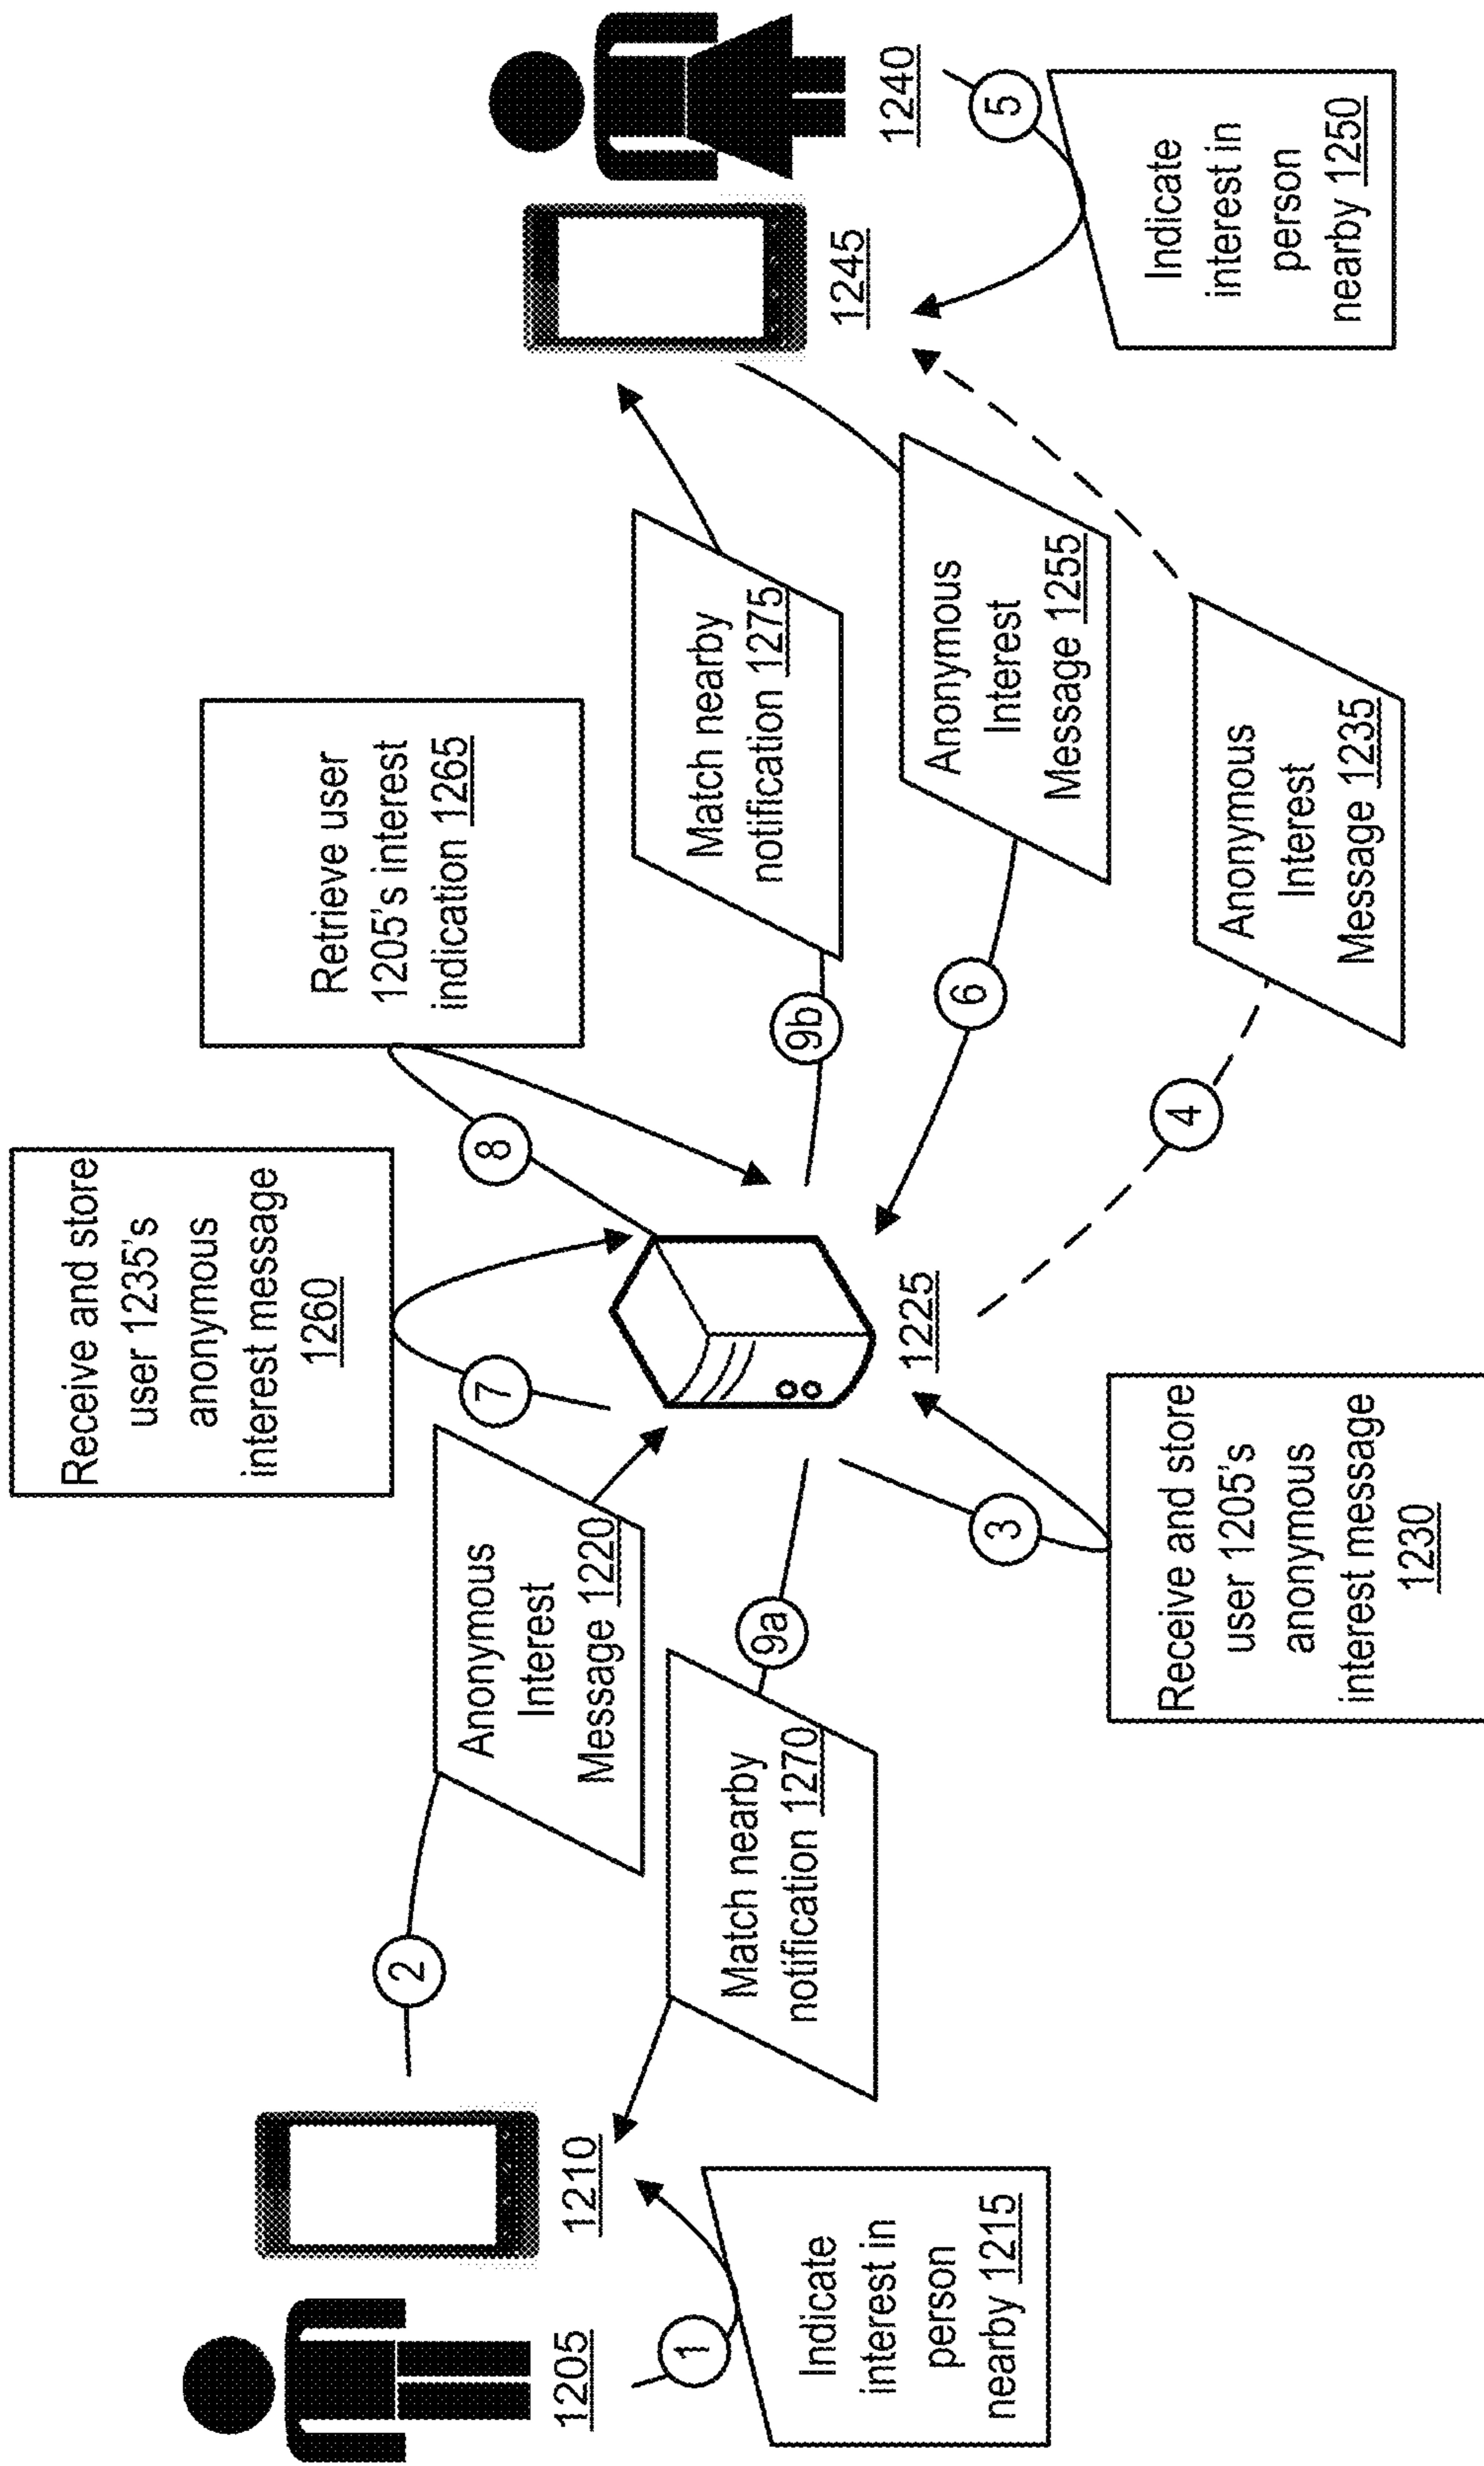 Receive and store
user 1235's
anonymous
interest message
1260
Retrieve user
1205's interest
indication 1265
8
7
2
Anonymous
Interest
Message 1220
Match nearby
notification 1275
9b
1210
1205
1245
1240
Match nearby
notification 1270
9a
1225
6
Anonymous
Interest
Message 1255
5
1
Indicate
interest in
person
nearby 1215
3
4
Receive and store
user 1205's
anonymous
interest message
1230
Anonymous
Interest
Message 1235
Indicate
interest in
person
nearby 1250